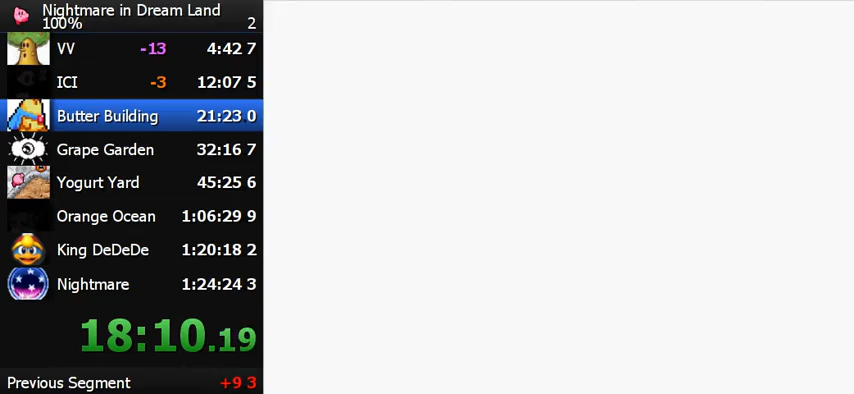 Nightmare in Dream Land
100% 2
VV -13 4:42 7
ICI -3 12:07 5
Butter Building 21:23 0
Grape Garden 32:16 7
Yogurt Yard 45:25 6
Orange Ocean 1:06:29 9
King DeDeDe 1:20:18 2
Nightmare 1:24:24 3
18:10.19
Previous Segment +9 3